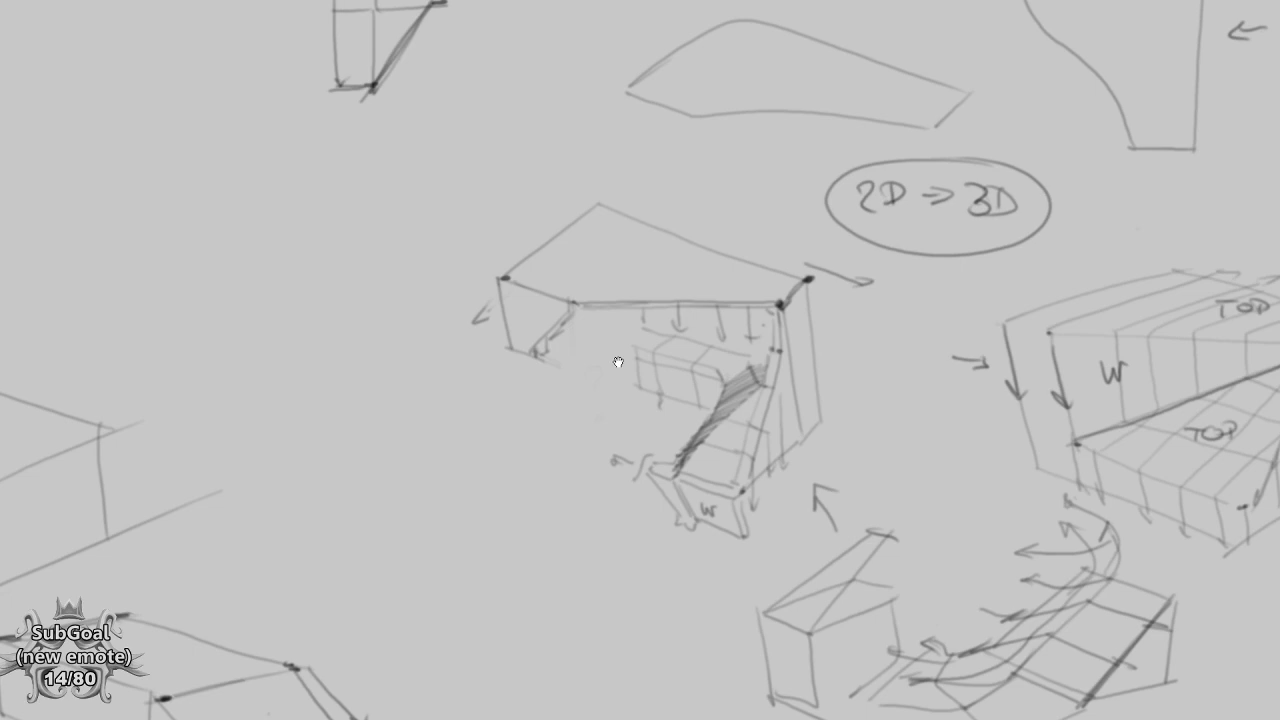 2D → 3D
TOP
W
TOP
W
SubGoal
(new emote)
14/80